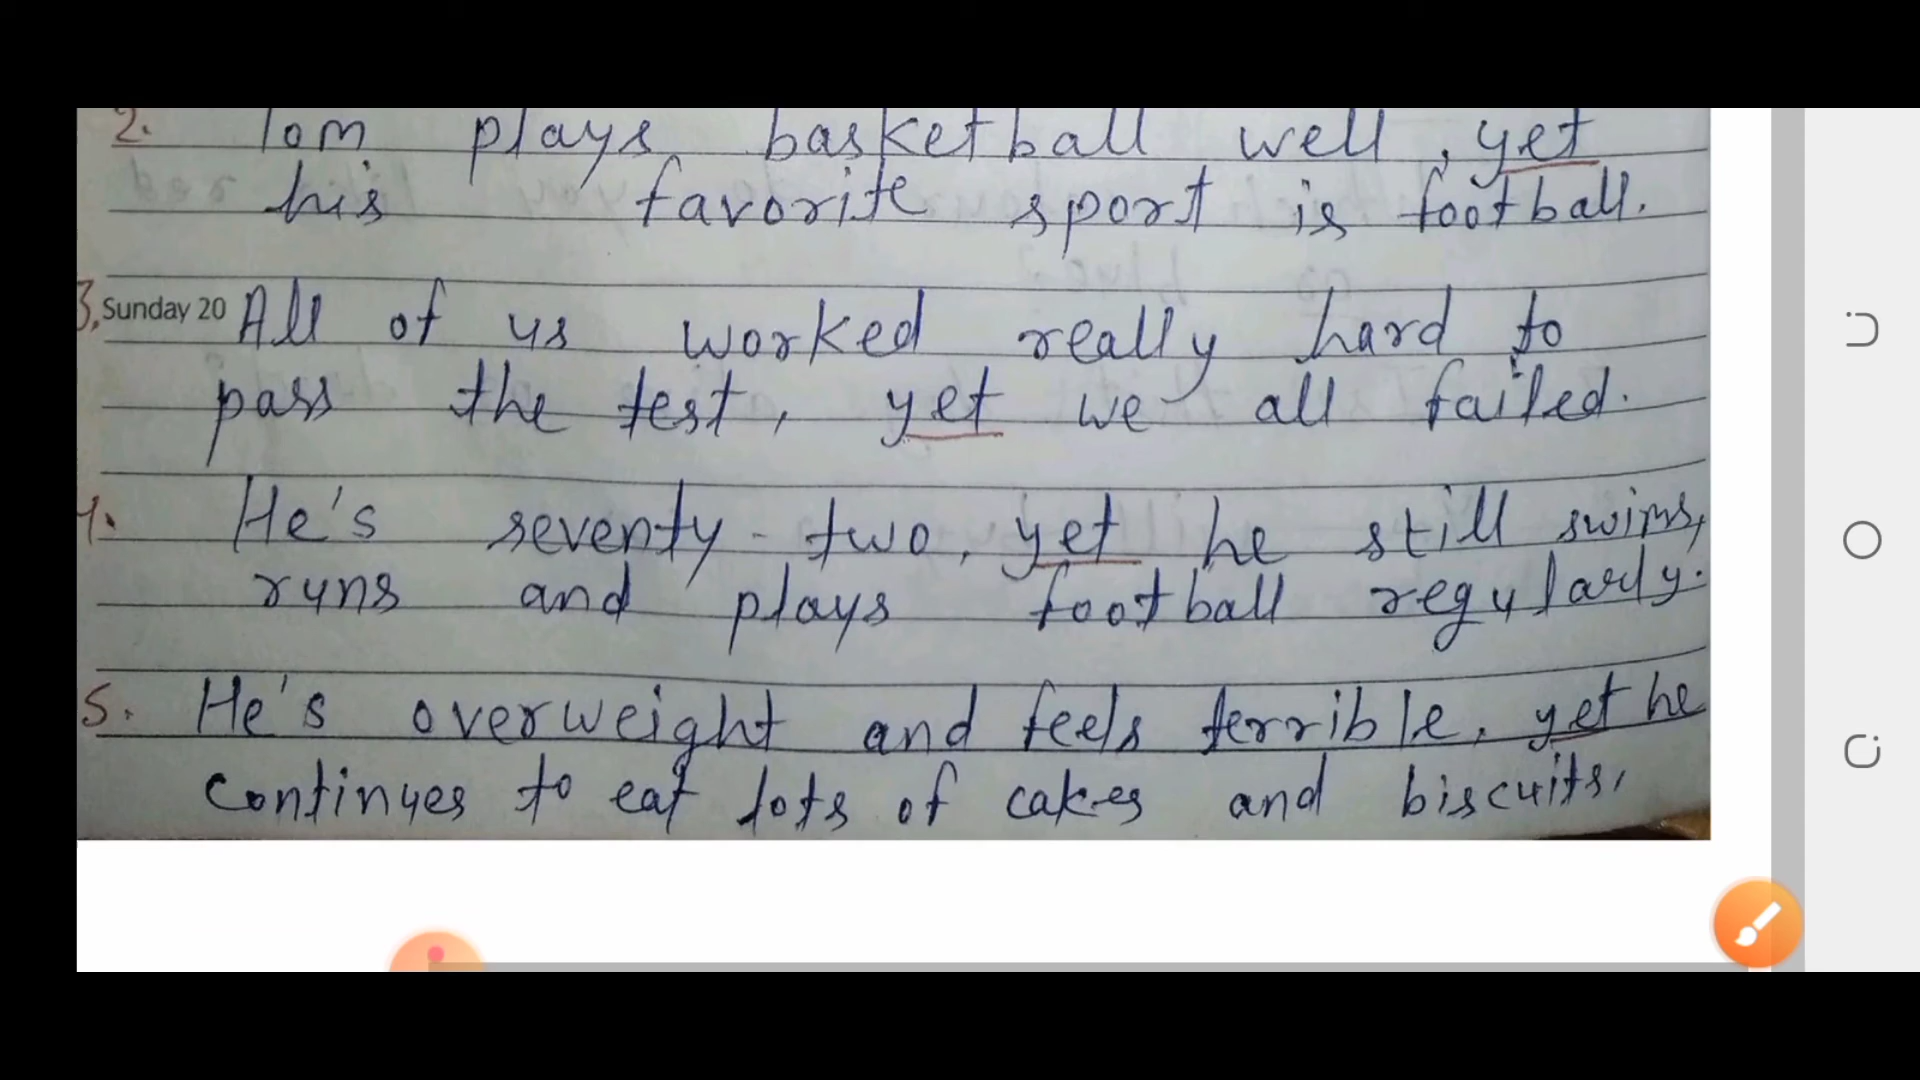 2. Tom plays basketball well, yet
his favorite sport is football.
3, Sunday 20 All of us worked really hard to
pass the test, yet we all failed.
4. He's seventy-two, yet he still swims,
runs and plays football regularly.
5. He's overweight and feels terrible, yet he
continues to eat lots of cakes and biscuits,